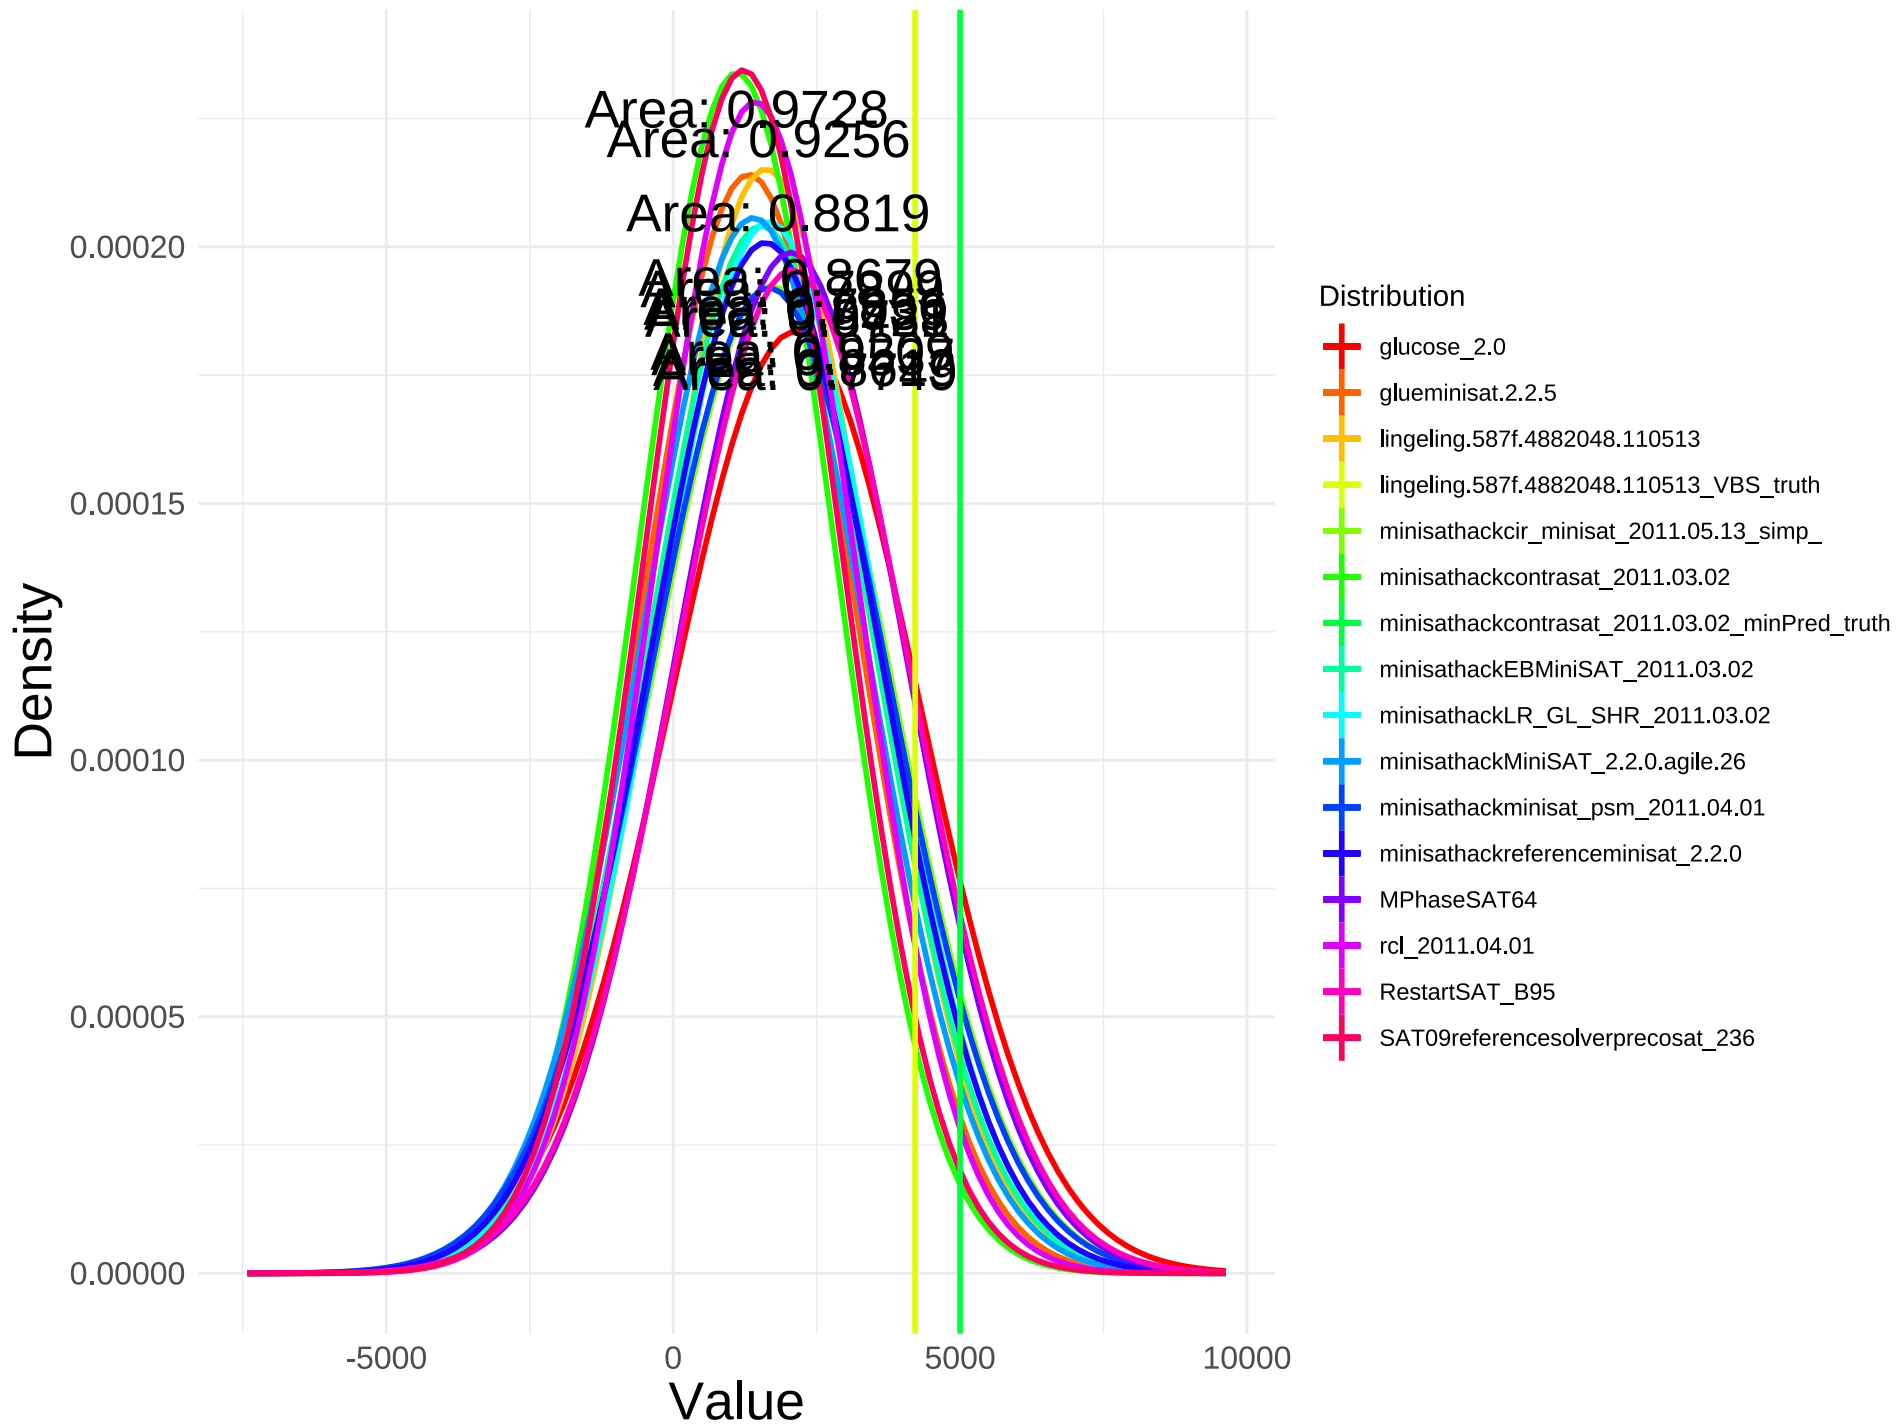 Area: 0.9728
Area: 0.9256
Area: 0.8819
Area: 0.8679
0.00020
0.00015
0.00010
0.00005
0.00000
Density
-5000
0
5000
10000
Value
Distribution
glucose_2.0
glueminisat.2.2.5
lingeling.587f.4882048.110513
lingeling.587f.4882048.110513_VBS_truth
minisathackcir_minisat_2011.05.13_simp_
minisathackcontrasat_2011.03.02
minisathackcontrasat_2011.03.02_minPred_truth
minisathackEBMiniSAT_2011.03.02
minisathackLR_GL_SHR_2011.03.02
minisathackMiniSAT_2.2.0.agile.26
minisathackminisat_psm_2011.04.01
minisathackreferenceminisat_2.2.0
MPhaseSAT64
rcl_2011.04.01
RestartSAT_B95
SAT09referencesolverprecosat_236